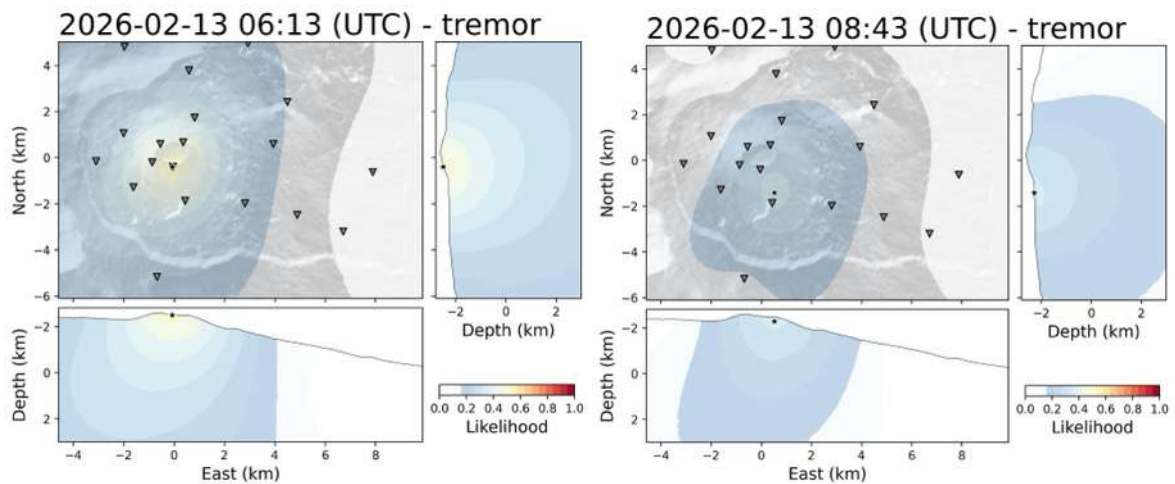 2026-02-13 06:13 (UTC) - tremor
North (km)
4
2
0
−2
−4
−6
−2 0 2
Depth (km)
Depth (km)
−2
0
2
−4 −2 0 2 4 6 8
East (km)
0.0 0.2 0.4 0.6 0.8 1.0
Likelihood
2026-02-13 08:43 (UTC) - tremor
North (km)
4
2
0
−2
−4
−6
−2 0 2
Depth (km)
Depth (km)
−2
0
2
−4 −2 0 2 4 6 8
East (km)
0.0 0.2 0.4 0.6 0.8 1.0
Likelihood